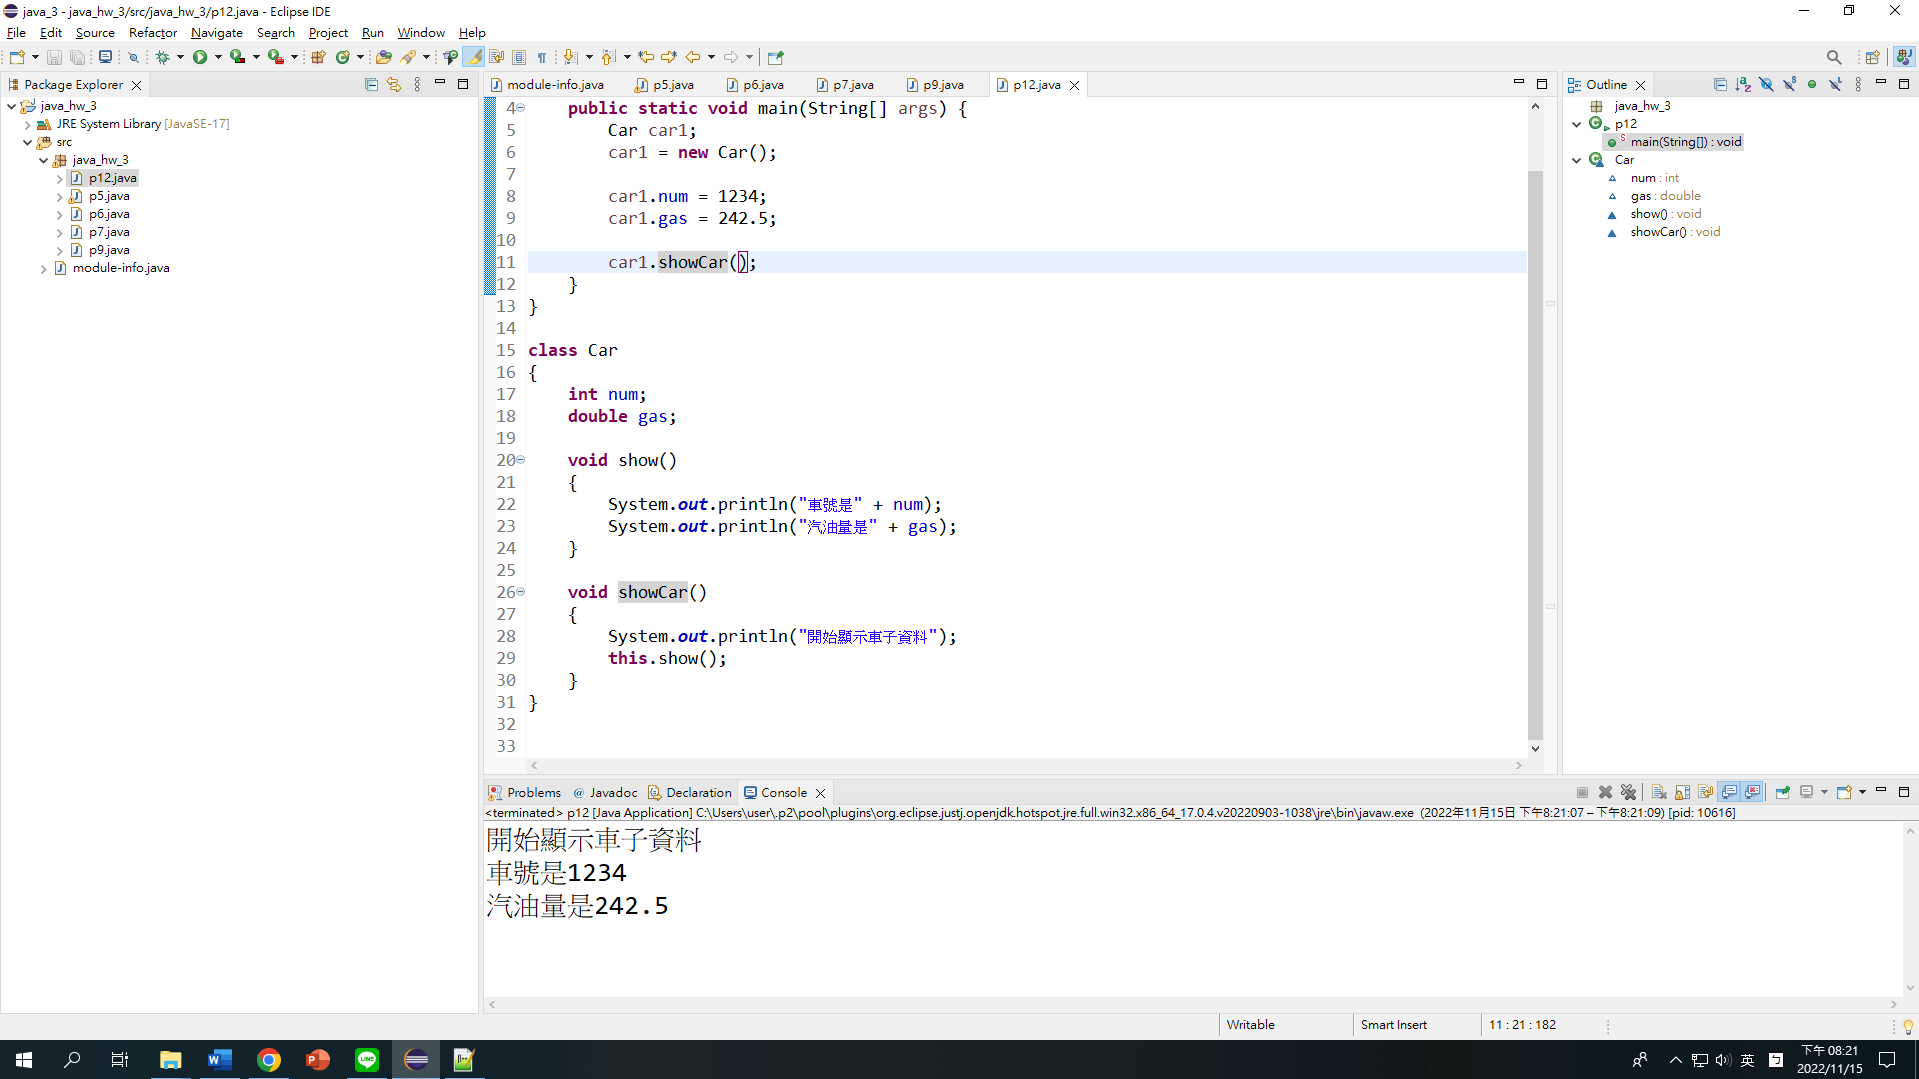 java_3 - java_hw_3/src/java_hw_3/p12.java - Eclipse IDE
File Edit Source Refactor Navigate Search Project Run Window Help
Package Explorer
java_hw_3
JRE System Library [JavaSE-17]
src
java_hw_3
p12.java
p5.java
p6.java
p7.java
p9.java
module-info.java
module-info.java p5.java p6.java p7.java p9.java p12.java
4 public static void main(String[] args) {
5 Car car1;
6 car1 = new Car();
7
8 car1.num = 1234;
9 car1.gas = 242.5;
10
11 car1.showCar();
12 }
13 }
14
15 class Car
16 {
17 int num;
18 double gas;
19
20 void show()
21 {
22 System.out.println("車號是" + num);
23 System.out.println("汽油量是" + gas);
24 }
25
26 void showCar()
27 {
28 System.out.println("開始顯示車子資料");
29 this.show();
30 }
31 }
32
33
Outline
java_hw_3
p12
main(String[]) : void
Car
num : int
gas : double
show() : void
showCar() : void
Problems @ Javadoc Declaration Console
<terminated> p12 [Java Application] C:\Users\user\.p2\pool\plugins\org.eclipse.justj.openjdk.hotspot.jre.full.win32.x86_64_17.0.4.v20220903-1038\jre\bin\javaw.exe (2022年11月15日 下午8:21:07 – 下午8:21:09) [pid: 10616]
開始顯示車子資料
車號是1234
汽油量是242.5
Writable Smart Insert 11 : 21 : 182
英
下午 08:21
2022/11/15